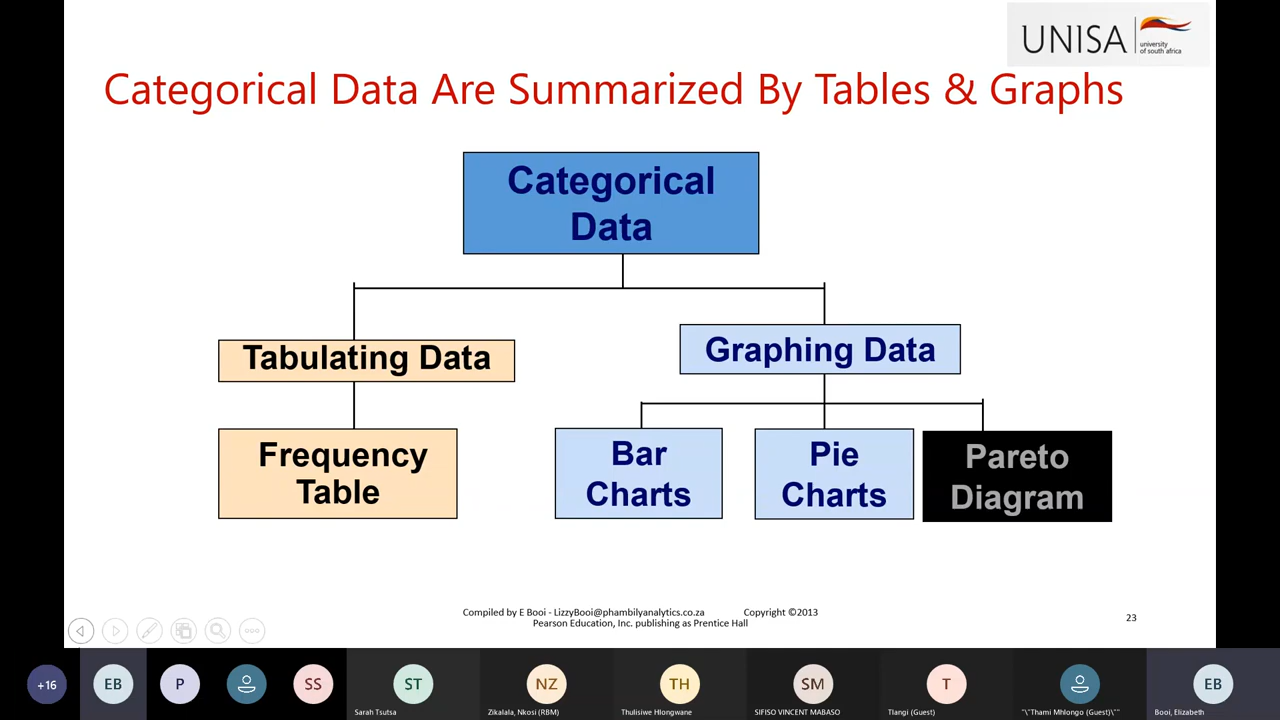 UNISA
university
of south africa
Categorical Data Are Summarized By Tables & Graphs
Categorical
Data
Tabulating Data
Graphing Data
Frequency
Table
Bar
Charts
Pie
Charts
Pareto
Diagram
Compiled by E Booi - LizzyBooi@phambilyanalytics.co.za Copyright ©2013
Pearson Education, Inc. publishing as Prentice Hall
23
+16
EB
P
SS
ST
Sarah Tsutsa
NZ
Zikalala, Nkosi (RBM)
TH
Thulisiwe Hlongwane
SM
SIFISO VINCENT MABASO
T
Tlangi (Guest)
"\"Thami Mhlongo (Guest)\""
EB
Booi, Elizabeth